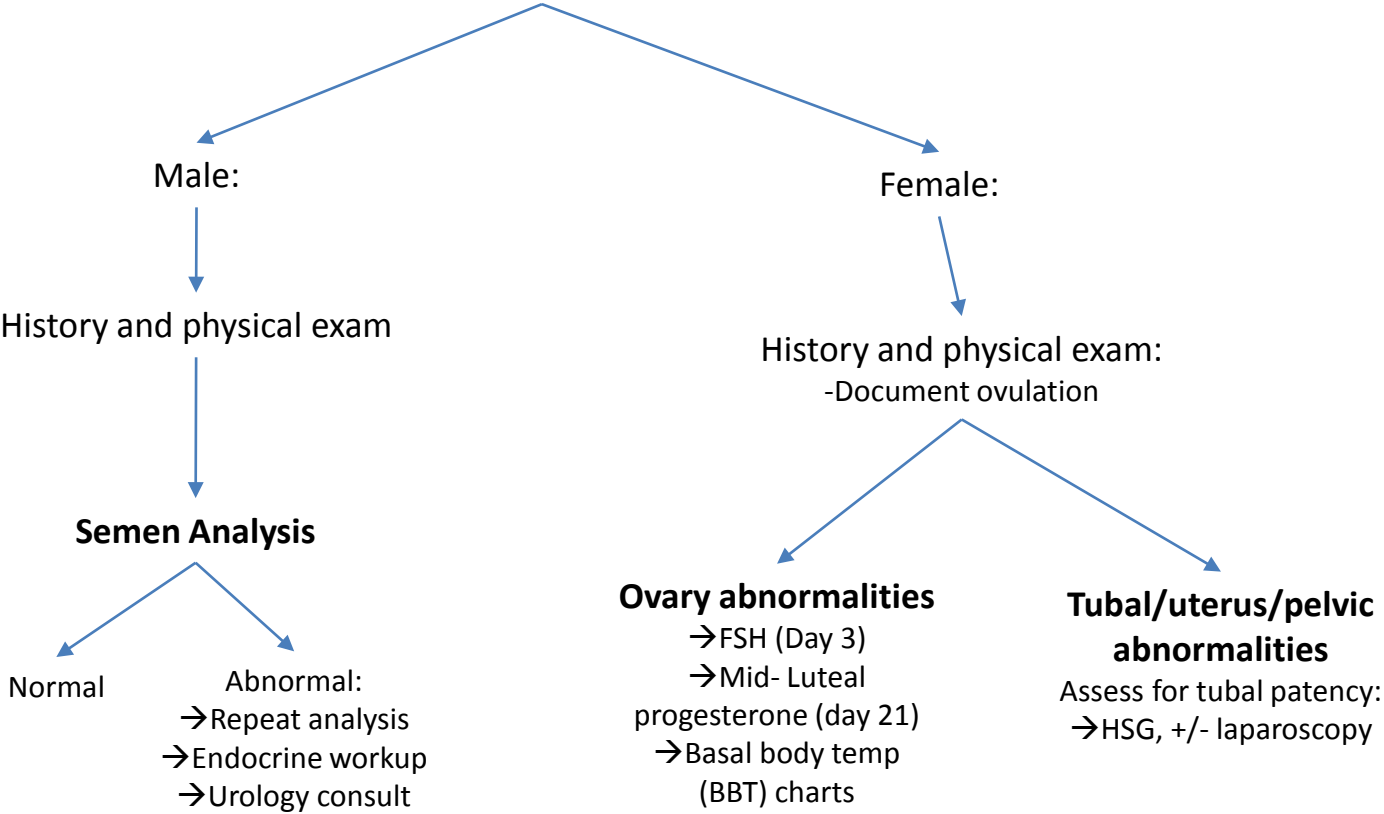 Male:
History and physical exam
Semen Analysis
Normal
Abnormal:
→Repeat analysis
→Endocrine workup
→Urology consult
Female:
History and physical exam:
-Document ovulation
Ovary abnormalities
→FSH (Day 3)
→Mid- Luteal
progesterone (day 21)
→Basal body temp
(BBT) charts
Tubal/uterus/pelvic
abnormalities
Assess for tubal patency:
→HSG, +/- laparoscopy